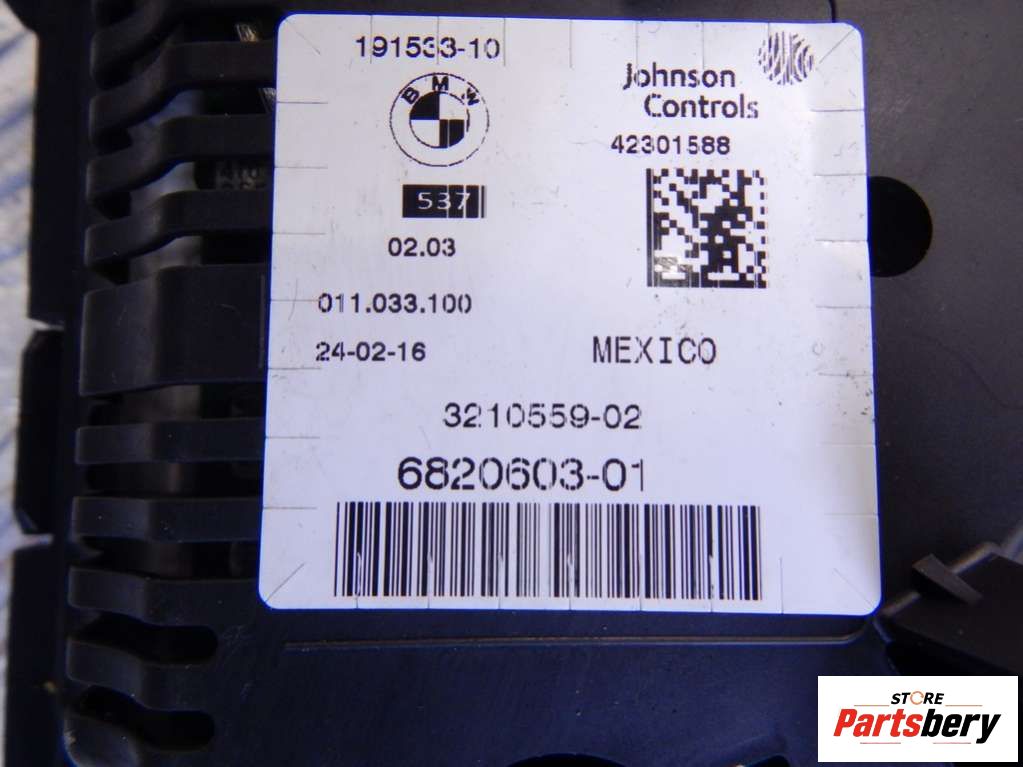 191533-10
BMW
Johnson
Controls
42301588
537
02.03
011.033.100
24-02-16
MEXICO
3210559-02
6820603-01
STORE
Partsbery